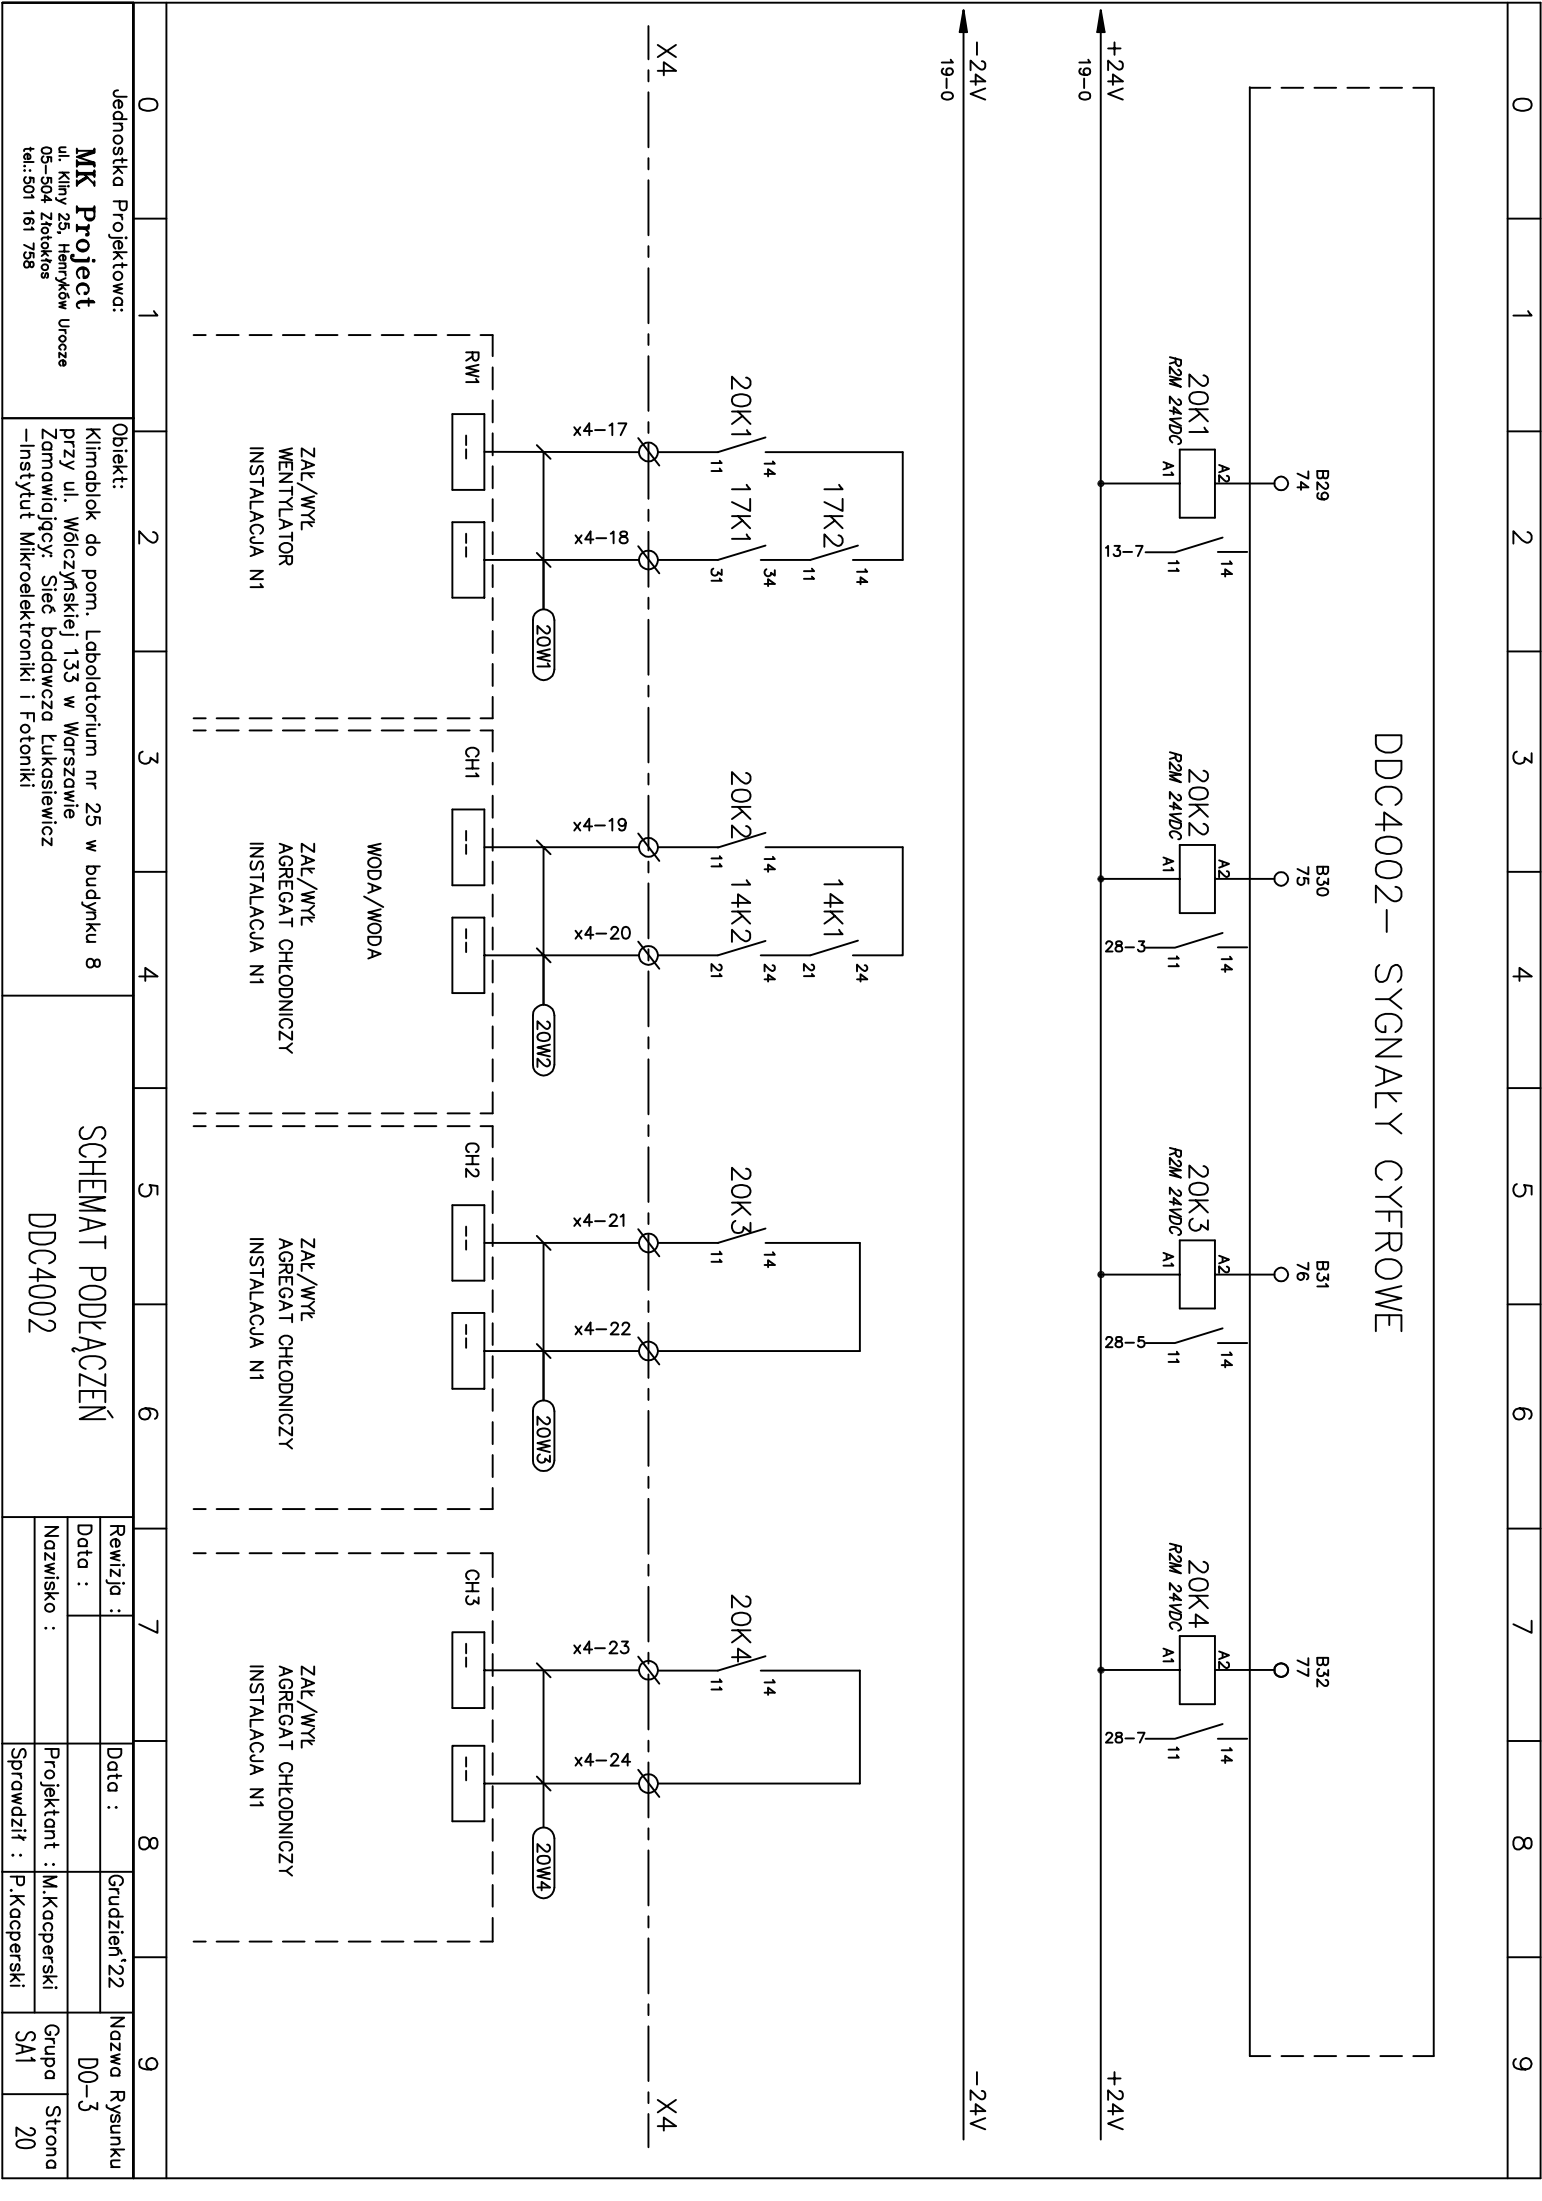 0 1 2 3 4 5 6 7 8 9
DDC4002- SYGNAŁY CYFROWE
B29 B30 B31 B32
74 75 76 77
20K1 20K2 20K3 20K4
R2M 24VDC R2M 24VDC R2M 24VDC R2M 24VDC
A2 14 A2 14 A2 14 A2 14
A1 11 A1 11 A1 11 A1 11
13-7 28-3 28-5 28-7
+24V +24V
19-0
-24V -24V
19-0
17K2 14K1
14 24
11 21
20K1 17K1 20K2 14K2 20K3 20K4
14 34 14 24 14 14
11 31 11 21 11 11
X4 X4
x4-17 x4-18 x4-19 x4-20 x4-21 x4-22 x4-23 x4-24
20W1 20W2 20W3 20W4
RW1 CH1 CH2 CH3
-- -- -- -- -- -- -- --
WODA/WODA
ZAŁ/WYŁ
WENTYLATOR
INSTALACJA N1
ZAŁ/WYŁ
AGREGAT CHŁODNICZY
INSTALACJA N1
ZAŁ/WYŁ
AGREGAT CHŁODNICZY
INSTALACJA N1
ZAŁ/WYŁ
AGREGAT CHŁODNICZY
INSTALACJA N1
0 1 2 3 4 5 6 7 8 9
Jednostka Projektowa:
MK Project
ul. Kliny 25, Henryków Urocze
05-504 Złotokłos
tel.:501 161 758
Obiekt:
Klimablok do pom. Labolatorium nr 25 w budynku 8
przy ul. Wólczyńskiej 133 w Warszawie
Zamawiający: Sieć badawcza Łukasiewicz
-Instytut Mikroelektroniki i Fotoniki
SCHEMAT PODŁĄCZEŃ
DDC4002
Rewizja :
Data :
Nazwisko :
Data : Grudzień'22
Projektant : M.Kacperski
Sprawdził : P.Kacperski
Nazwa Rysunku
DO-3
Grupa
SA1
Strona
20